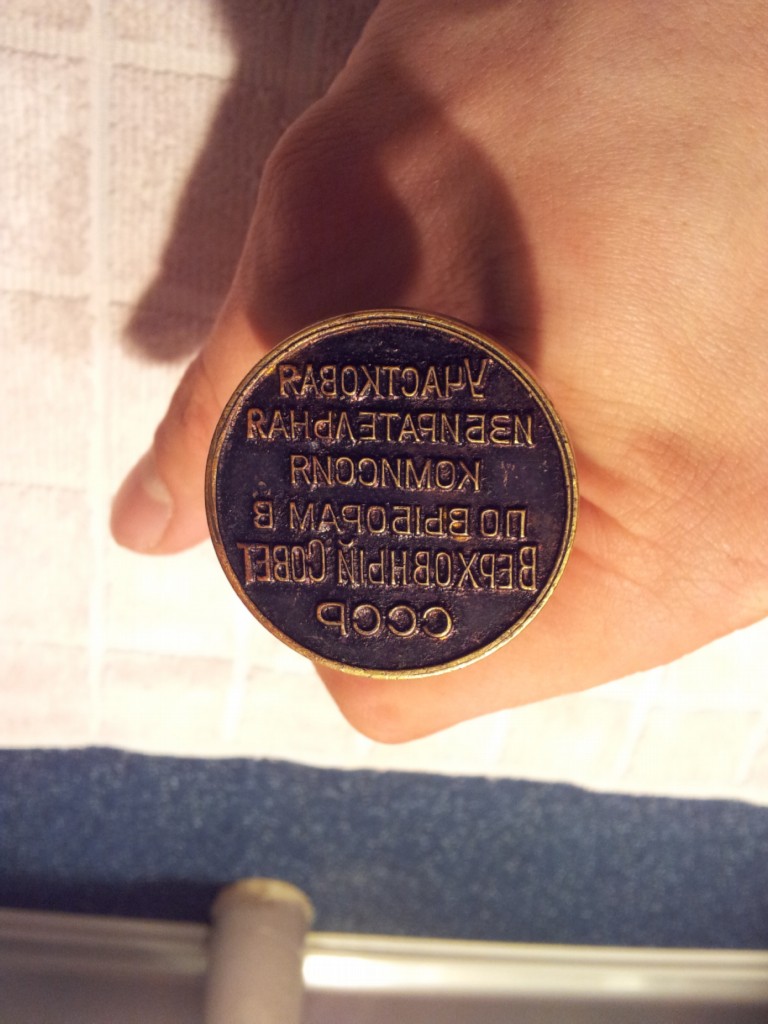 УЧАСТКОВАЯ
ИЗБИРАТЕЛЬНАЯ
КОМИССИЯ
ПО ВЫБОРАМ В
ВЕРХОВНЫЙ СОВЕТ
СССР